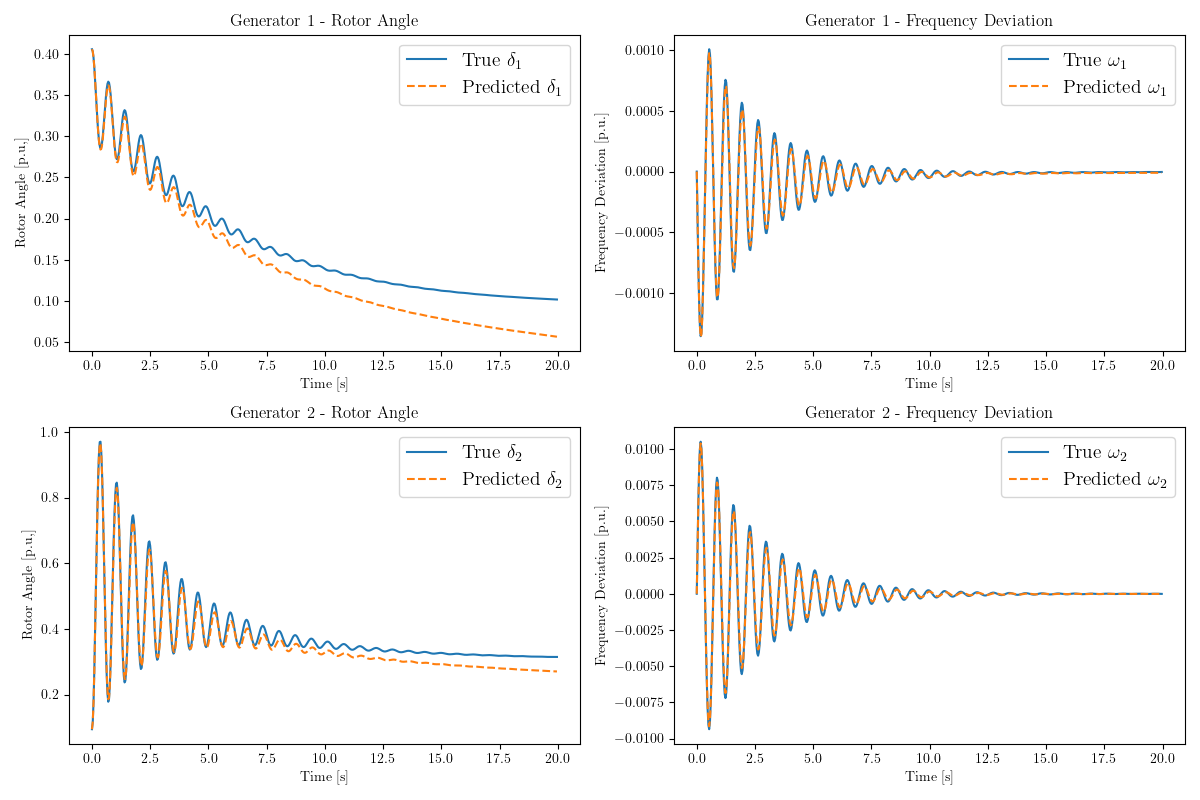 Generator 1 - Rotor Angle
Generator 1 - Frequency Deviation
True δ₁
Predicted δ₁
True ω₁
Predicted ω₁
Rotor Angle [p.u.]
0.40
0.35
0.30
0.25
0.20
0.15
0.10
0.05
0.0 2.5 5.0 7.5 10.0 12.5 15.0 17.5 20.0
Time [s]
Frequency Deviation [p.u.]
0.0010
0.0005
0.0000
−0.0005
−0.0010
0.0 2.5 5.0 7.5 10.0 12.5 15.0 17.5 20.0
Time [s]
Generator 2 - Rotor Angle
Generator 2 - Frequency Deviation
True δ₂
Predicted δ₂
True ω₂
Predicted ω₂
Rotor Angle [p.u.]
1.0
0.8
0.6
0.4
0.2
0.0 2.5 5.0 7.5 10.0 12.5 15.0 17.5 20.0
Time [s]
Frequency Deviation [p.u.]
0.0100
0.0075
0.0050
0.0025
0.0000
−0.0025
−0.0050
−0.0075
−0.0100
0.0 2.5 5.0 7.5 10.0 12.5 15.0 17.5 20.0
Time [s]